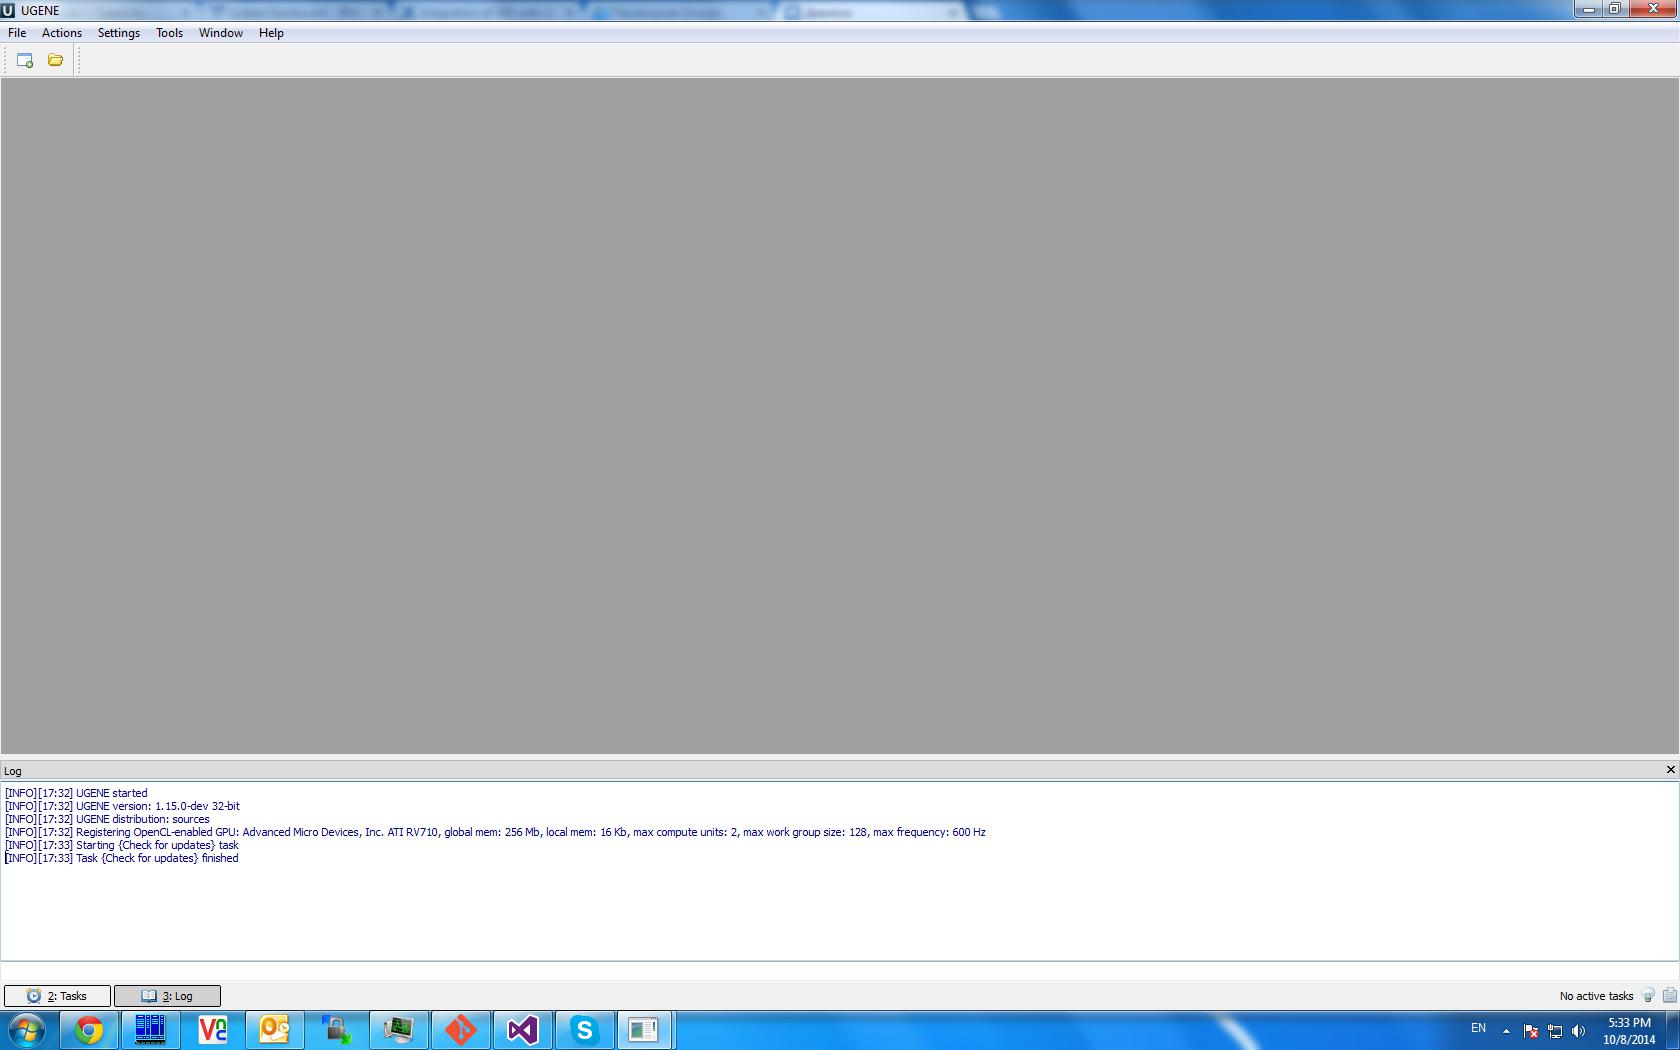 UGENE
File Actions Settings Tools Window Help
Log
[INFO][17:32] UGENE started
[INFO][17:32] UGENE version: 1.15.0-dev 32-bit
[INFO][17:32] UGENE distribution: sources
[INFO][17:32] Registering OpenCL-enabled GPU: Advanced Micro Devices, Inc. ATI RV710, global mem: 256 Mb, local mem: 16 Kb, max compute units: 2, max work group size: 128, max frequency: 600 Hz
[INFO][17:33] Starting {Check for updates} task
[INFO][17:33] Task {Check for updates} finished
2: Tasks 3: Log No active tasks
EN 5:33 PM
10/8/2014